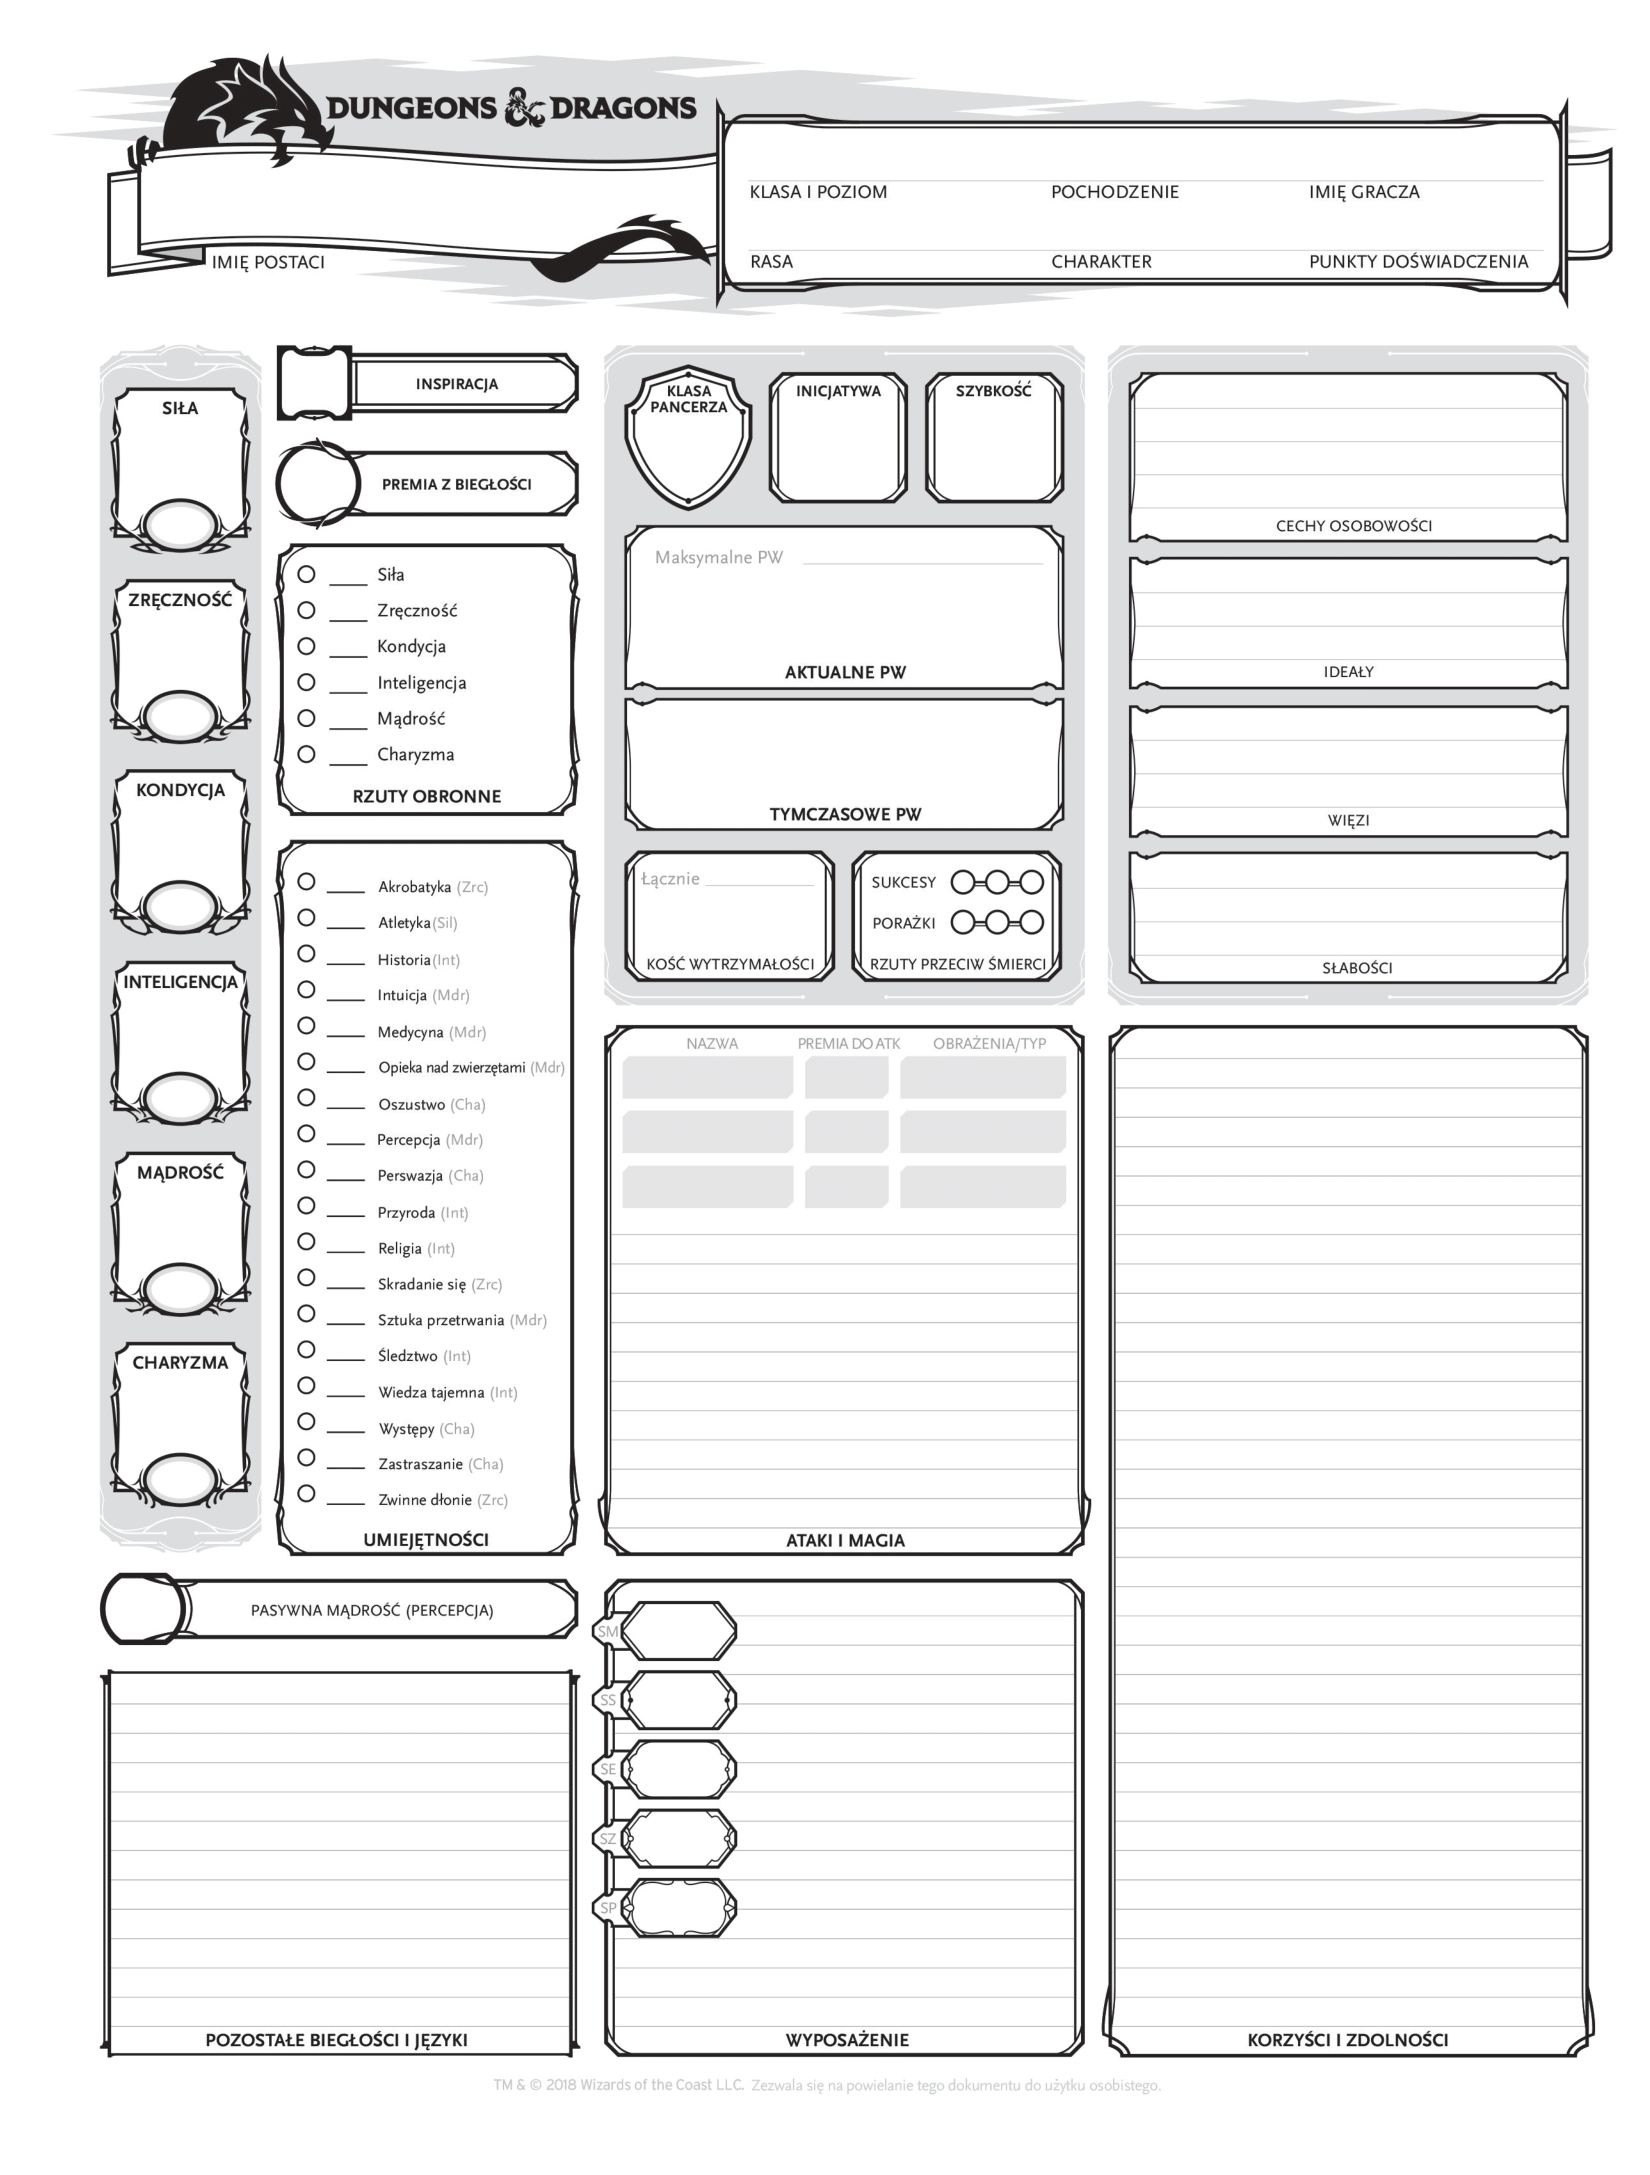 DUNGEONS & DRAGONS
KLASA I POZIOM
POCHODZENIE
IMIĘ GRACZA
IMIĘ POSTACI
RASA
CHARAKTER
PUNKTY DOŚWIADCZENIA
SIŁA
ZRĘCZNOŚĆ
KONDYCJA
INTELIGENCJA
MĄDROŚĆ
CHARYZMA
INSPIRACJA
PREMIA Z BIEGŁOŚCI
Siła
Zręczność
Kondycja
Inteligencja
Mądrość
Charyzma
RZUTY OBRONNE
Akrobatyka (Zrc)
Atletyka(Sil)
Historia(Int)
Intuicja (Mdr)
Medycyna (Mdr)
Opieka nad zwierzętami (Mdr)
Oszustwo (Cha)
Percepcja (Mdr)
Perswazja (Cha)
Przyroda (Int)
Religia (Int)
Skradanie się (Zrc)
Sztuka przetrwania (Mdr)
Śledztwo (Int)
Wiedza tajemna (Int)
Występy (Cha)
Zastraszanie (Cha)
Zwinne dłonie (Zrc)
UMIEJĘTNOŚCI
PASYWNA MĄDROŚĆ (PERCEPCJA)
POZOSTAŁE BIEGŁOŚCI I JĘZYKI
KLASA
PANCERZA
INICJATYWA
SZYBKOŚĆ
Maksymalne PW
AKTUALNE PW
TYMCZASOWE PW
Łącznie
KOŚĆ WYTRZYMAŁOŚCI
SUKCESY
PORAŻKI
RZUTY PRZECIW ŚMIERCI
NAZWA
PREMIA DO ATK
OBRAŻENIA/TYP
ATAKI I MAGIA
SM
SS
SE
SZ
SP
WYPOSAŻENIE
CECHY OSOBOWOŚCI
IDEAŁY
WIĘZI
SŁABOŚCI
KORZYŚCI I ZDOLNOŚCI
TM & © 2018 Wizards of the Coast LLC. Zezwala się na powielanie tego dokumentu do użytku osobistego.